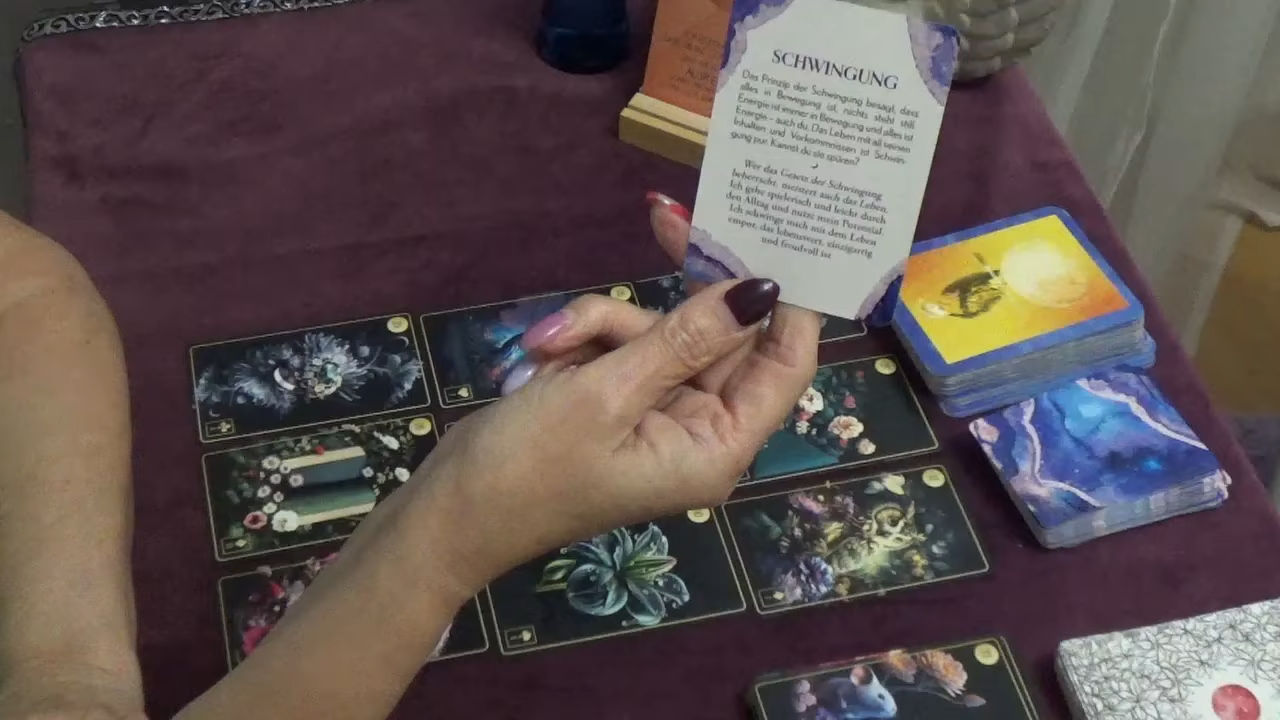 SCHWINGUNG
Das Prinzip der Schwingung besagt, dass
alles in Bewegung ist, nichts steht still
Energie ist immer in Bewegung und alles ist
Energie - auch du. Das Leben mit all seinen
Inhalten und Vorkommnissen ist Schwin-
gung pur. Kannst du sie spüren?
Wer das Gesetz der Schwingung
beherrscht, meistert auch das Leben.
Ich gehe spielerisch und leicht durch
den Alltag und nutze mein Potenzial.
Ich schwinge mich mit dem Leben
empor, das lebenswert, einzigartig
und freudvoll ist